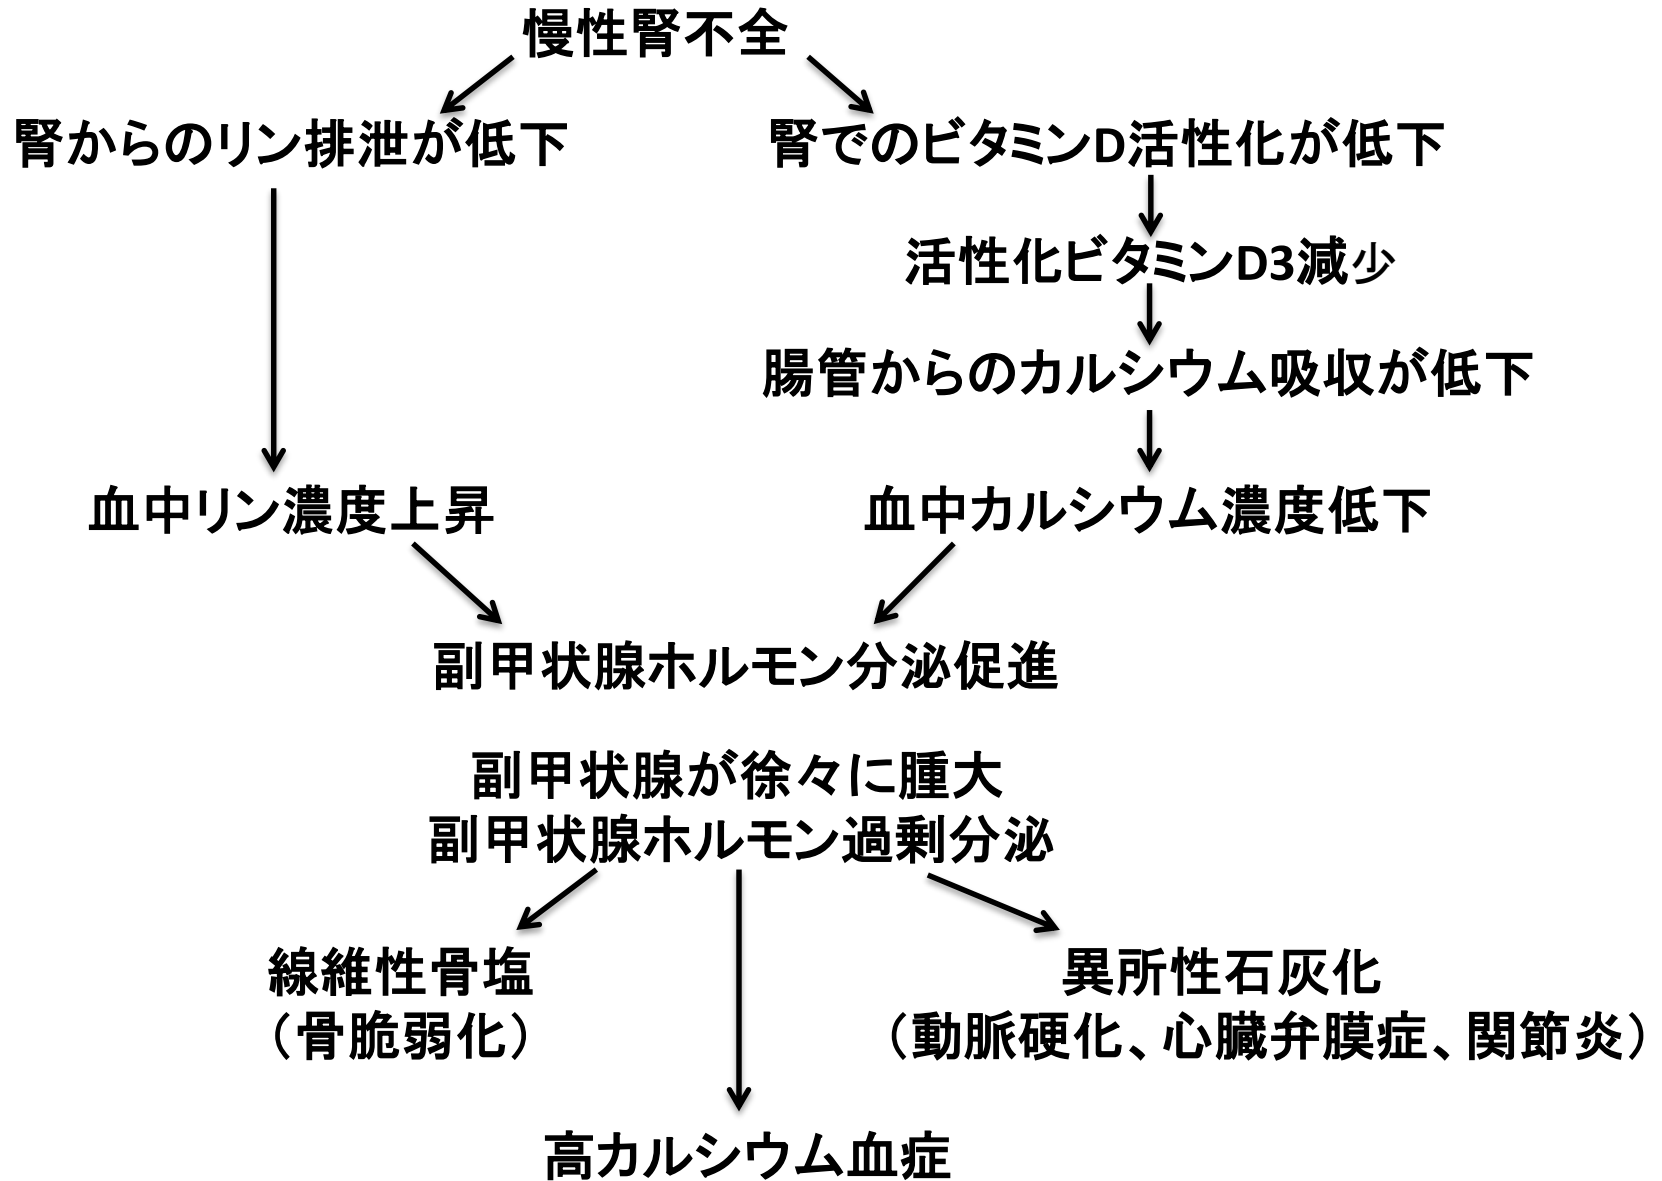 慢性腎不全
腎からのリン排泄が低下
腎でのビタミンD活性化が低下
活性化ビタミンD3減少
腸管からのカルシウム吸収が低下
血中リン濃度上昇
血中カルシウム濃度低下
副甲状腺ホルモン分泌促進
副甲状腺が徐々に腫大
副甲状腺ホルモン過剰分泌
線維性骨塩
（骨脆弱化）
異所性石灰化
（動脈硬化、心臓弁膜症、関節炎）
高カルシウム血症